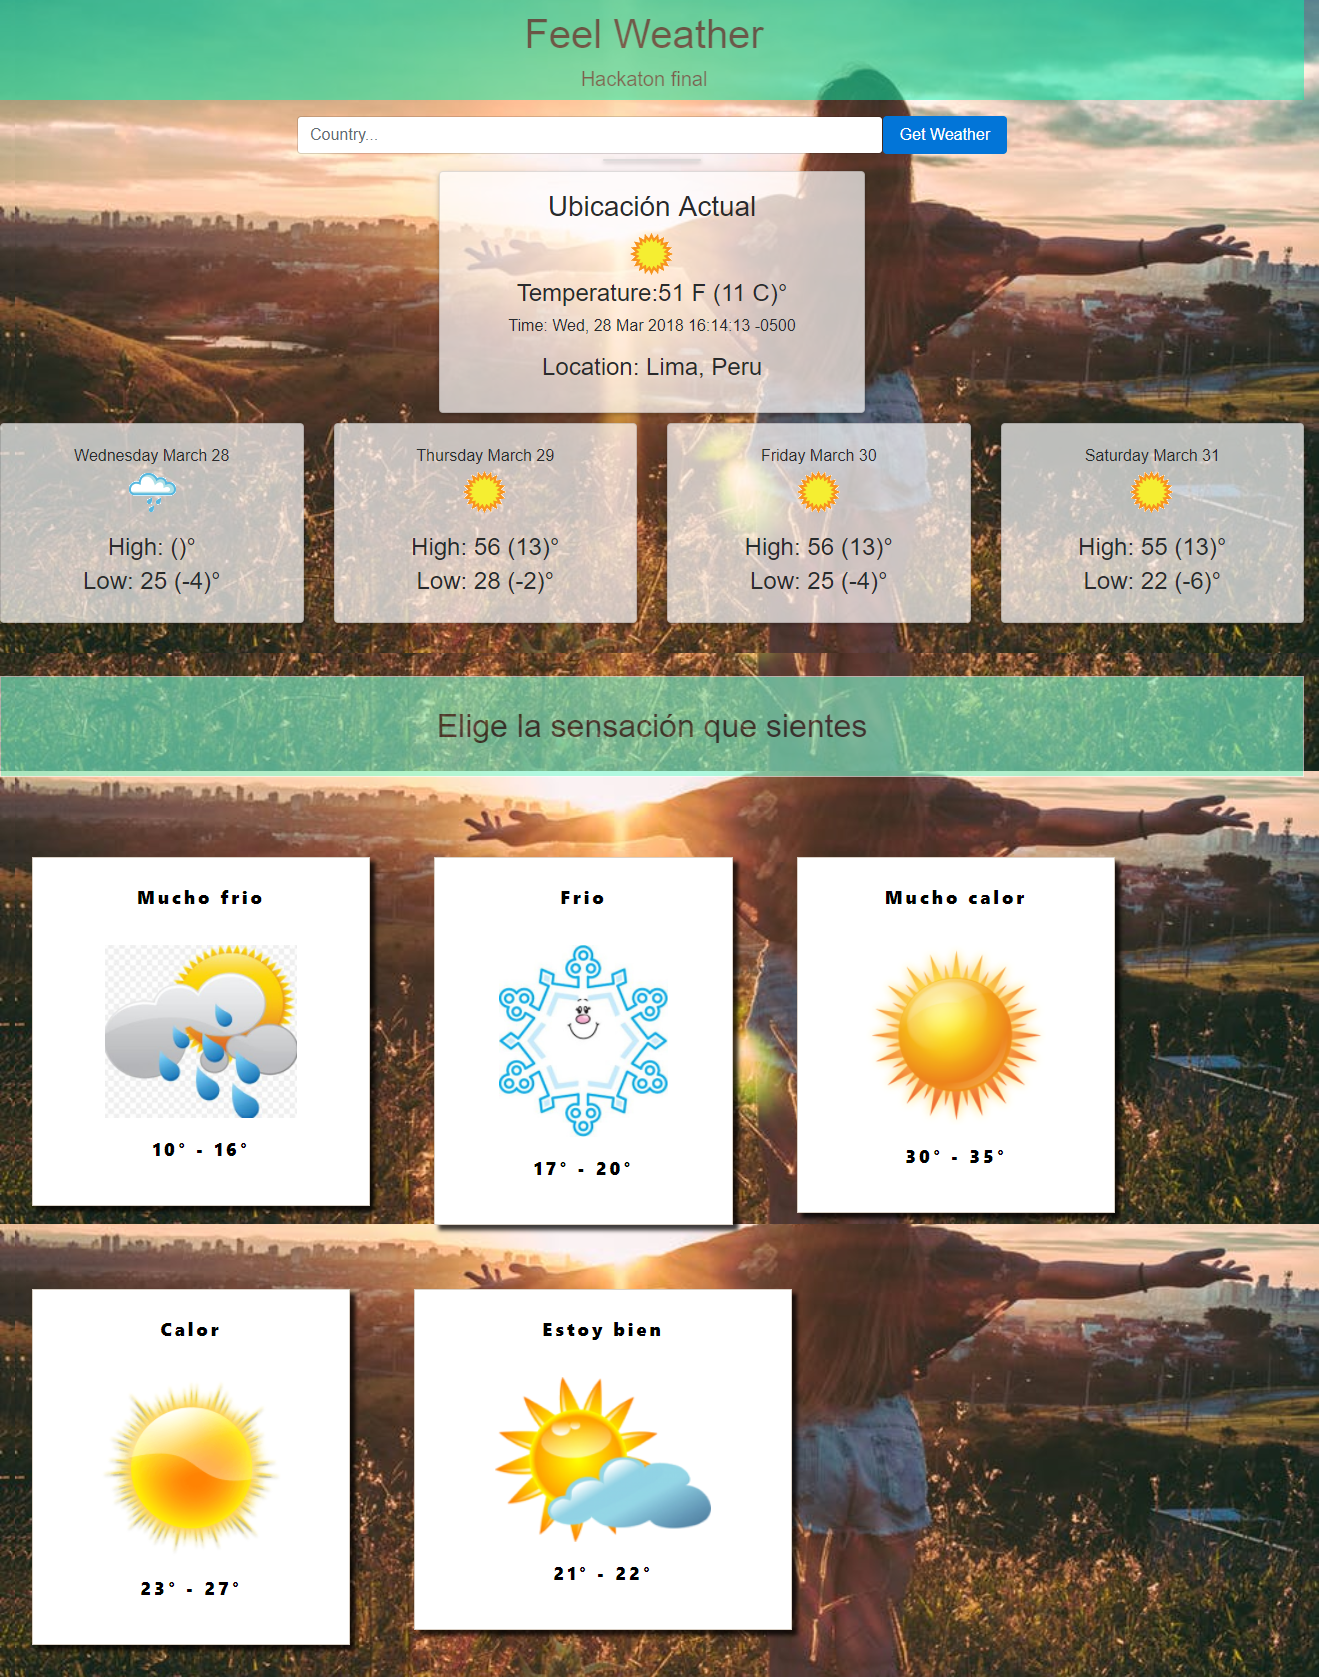 Feel Weather
Hackaton final
Country...
Get Weather
Ubicación Actual
Temperature:51 F (11 C)°
Time: Wed, 28 Mar 2018 16:14:13 -0500
Location: Lima, Peru
Wednesday March 28
High: ()°
Low: 25 (-4)°
Thursday March 29
High: 56 (13)°
Low: 28 (-2)°
Friday March 30
High: 56 (13)°
Low: 25 (-4)°
Saturday March 31
High: 55 (13)°
Low: 22 (-6)°
Elige la sensación que sientes
Mucho frio
10° - 16°
Frio
17° - 20°
Mucho calor
30° - 35°
Calor
23° - 27°
Estoy bien
21° - 22°